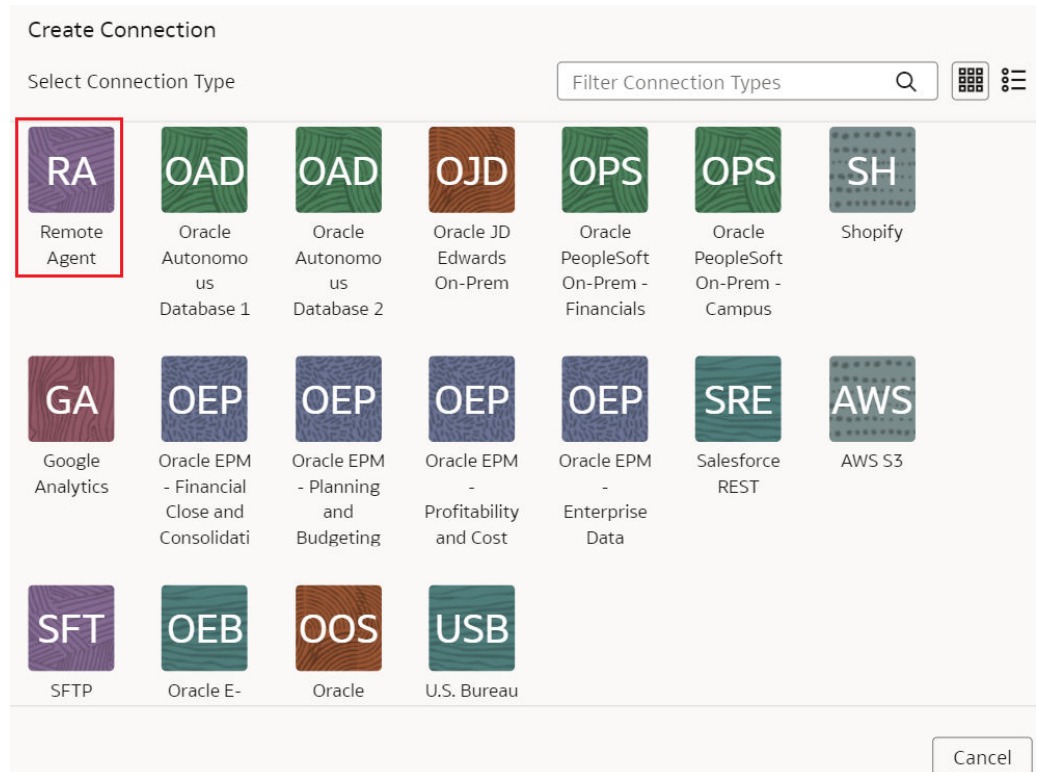 Create Connection
Select Connection Type
Filter Connection Types
RA OAD OAD OJD OPS OPS SH
Remote Agent
Oracle Autonomo us Database 1
Oracle Autonomo us Database 2
Oracle JD Edwards On-Prem
Oracle PeopleSoft On-Prem - Financials
Oracle PeopleSoft On-Prem - Campus
Shopify
GA OEP OEP OEP OEP SRE AWS
Google Analytics
Oracle EPM - Financial Close and Consolidati
Oracle EPM - Planning and Budgeting
Oracle EPM - Profitability and Cost
Oracle EPM - Enterprise Data
Salesforce REST
AWS S3
SFT OEB OOS USB
SFTP
Oracle E-
Oracle
U.S. Bureau
Cancel